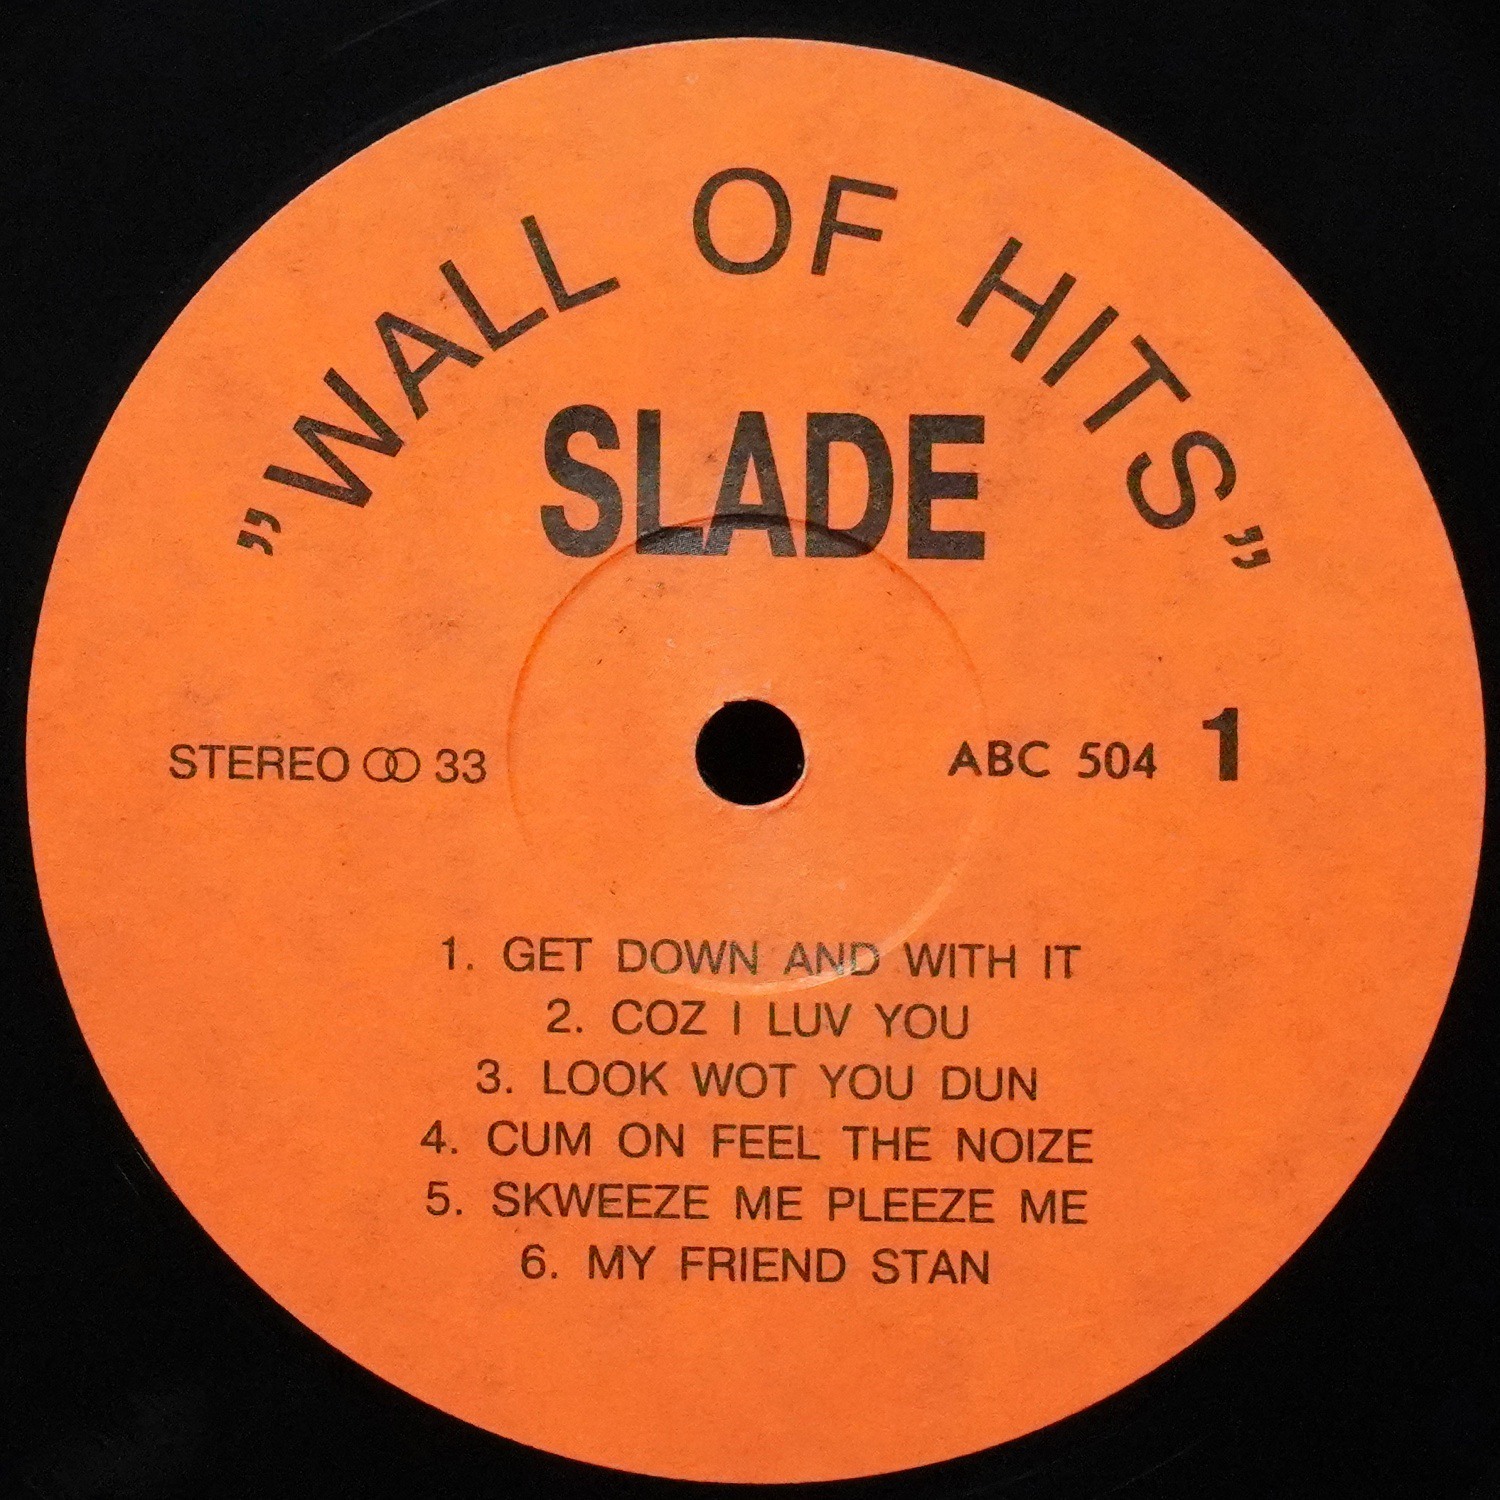 ”WALL OF HITS”
SLADE
STEREO 33
ABC 504 1
1. GET DOWN AND WITH IT
2. COZ I LUV YOU
3. LOOK WOT YOU DUN
4. CUM ON FEEL THE NOIZE
5. SKWEEZE ME PLEEZE ME
6. MY FRIEND STAN